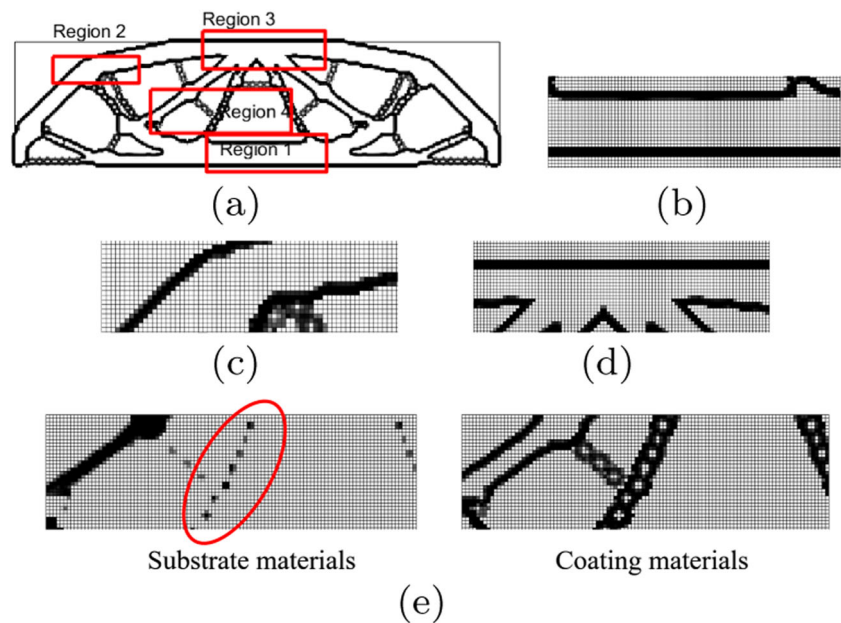 Region 3
Region 2
Region 4
Region 1
(a)
(b)
(c)
(d)
Substrate materials
Coating materials
(e)